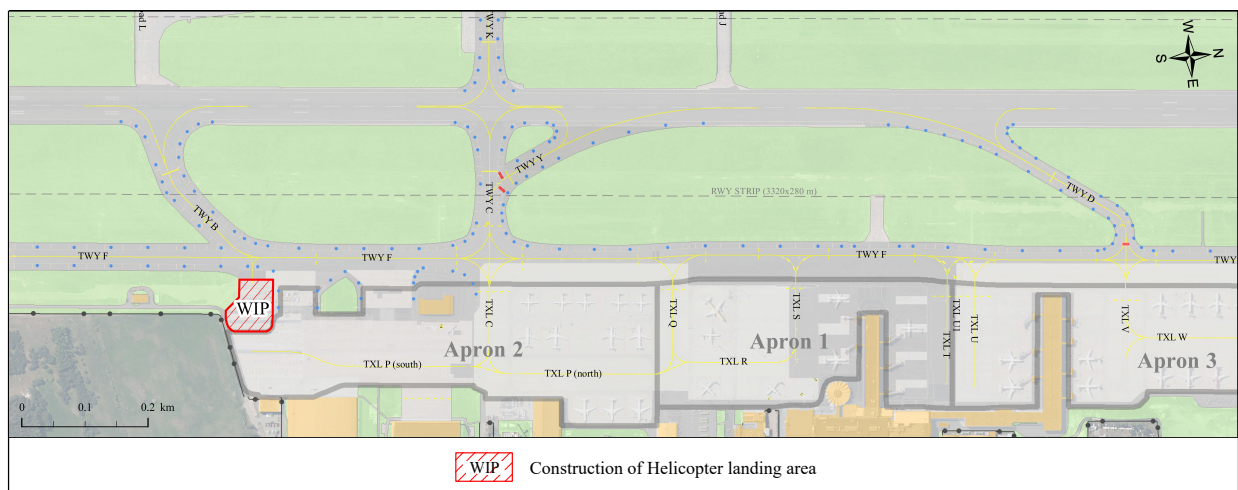 TWY K
N
W
S
E
TWY Y
TWY C
RWY STRIP (3320x280 m)
TWY D
TWY B
TWY F
TWY F
TWY F
TWY
WIP
TXL C
TXL Q
TXL S
TXL T
TXL U1
TXL U
TXL V
TXL W
Apron 2
Apron 1
Apron 3
TXL P (south)
TXL P (north)
TXL R
0 0.1 0.2 km
WIP Construction of Helicopter landing area